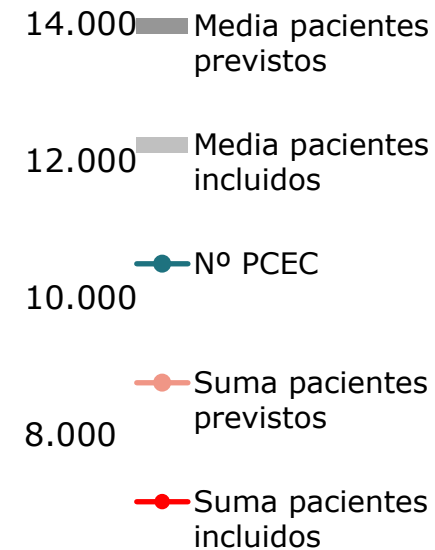 14.000
Media pacientes
previstos
12.000
Media pacientes
incluidos
Nº PCEC
10.000
Suma pacientes
previstos
8.000
Suma pacientes
incluidos